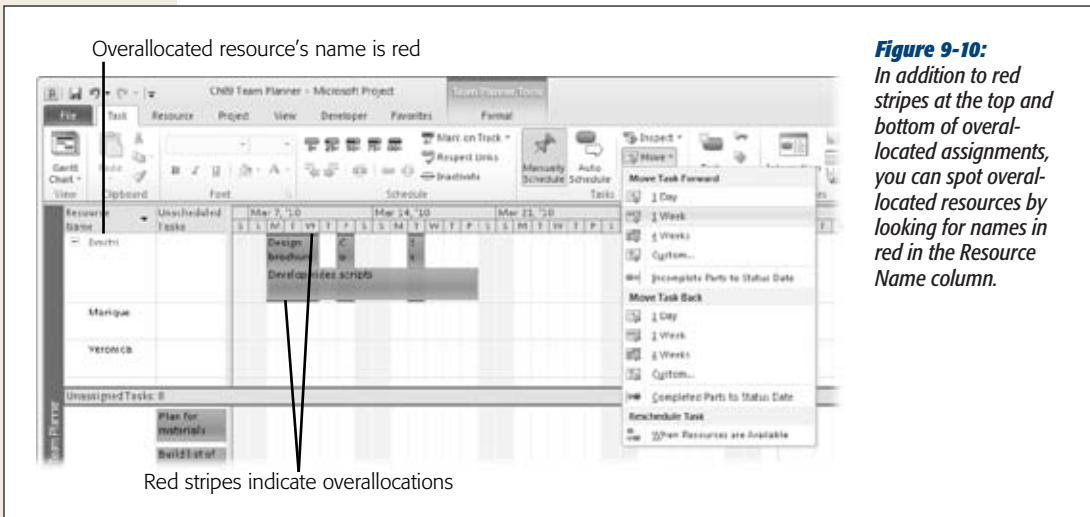 Overallocated resource's name is red
Figure 9-10:
In addition to red
stripes at the top and
bottom of overal-
located assignments,
you can spot overal-
located resources by
looking for names in
red in the Resource
Name column.
Ch09 Team Planner - Microsoft Project
Team Planner Tools
File Task Resource Project View Developer Favorites Format
Mark on Track
Respect Links
Inactivate
Inspect
Move
Gantt
Chart
Manually
Schedule
Auto
Schedule
View Clipboard Font Schedule Tasks
Move Task Forward
1 Day
1 Week
4 Weeks
Custom...
Incomplete Parts to Status Date
Move Task Back
1 Day
1 Week
4 Weeks
Custom...
Completed Parts to Status Date
Reschedule Task
When Resources are Available
Resource
Name
Unscheduled
Tasks
Mar 7, '10 Mar 14, '10 Mar 21, '10
S S M T W T F S S M T W T F S S M T W T F S
Dmitri
Design
brochure
Develop video scripts
Marique
Veronica
Unassigned Tasks: 8
Team Planner
Plan for
materials
Build list of
Red stripes indicate overallocations